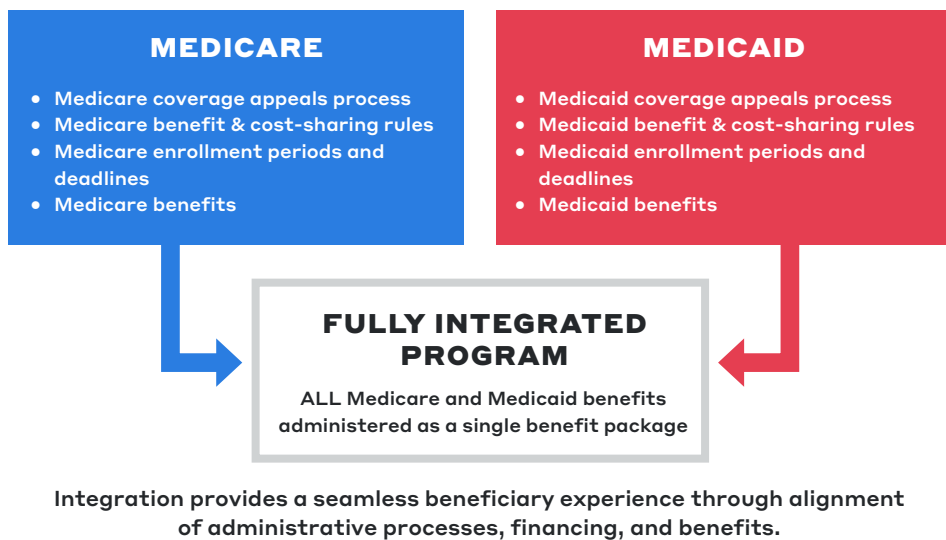 MEDICARE
• Medicare coverage appeals process
• Medicare benefit & cost-sharing rules
• Medicare enrollment periods and
deadlines
• Medicare benefits
MEDICAID
• Medicaid coverage appeals process
• Medicaid benefit & cost-sharing rules
• Medicaid enrollment periods and
deadlines
• Medicaid benefits
FULLY INTEGRATED
PROGRAM
ALL Medicare and Medicaid benefits
administered as a single benefit package
Integration provides a seamless beneficiary experience through alignment
of administrative processes, financing, and benefits.